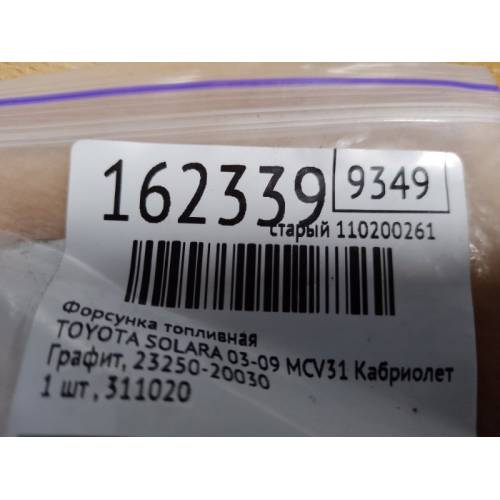 162339 9349
старый 110200261
Форсунка топливная
TOYOTA SOLARA 03-09 MCV31 Кабриолет
Графит, 23250-20030
1 шт, 311020